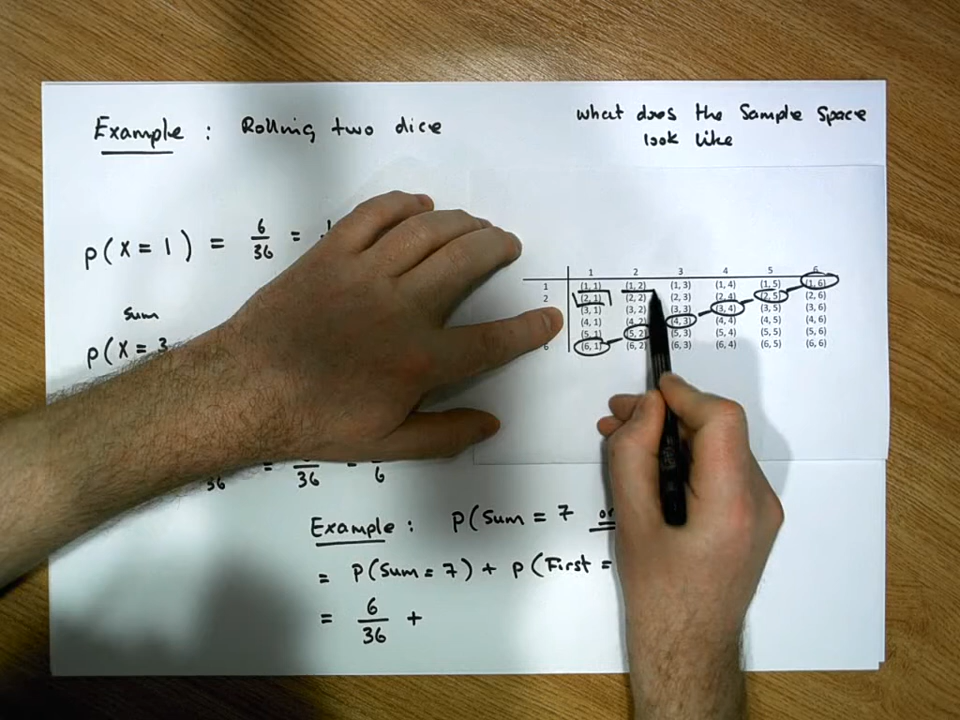 Example : Rolling two dice
what does the Sample Space
look like
P(X = 1) = 6/36 =
sum
P(X = 3
36 = 36 = 6
1 2 3 4 5 6
1 (1, 1) (1, 2) (1, 3) (1, 4) (1, 5) (1, 6)
2 (2, 1) (2, 2) (2, 3) (2, 4) (2, 5) (2, 6)
(3, 1) (3, 2) (3, 3) (3, 4) (3, 5) (3, 6)
(4, 1) (4, 2) (4, 3) (4, 4) (4, 5) (4, 6)
(5, 1) (5, 2) (5, 3) (5, 4) (5, 5) (5, 6)
6 (6, 1) (6, 2) (6, 3) (6, 4) (6, 5) (6, 6)
Example : P(Sum = 7 or
= P(Sum = 7) + P(First =
= 6/36 +